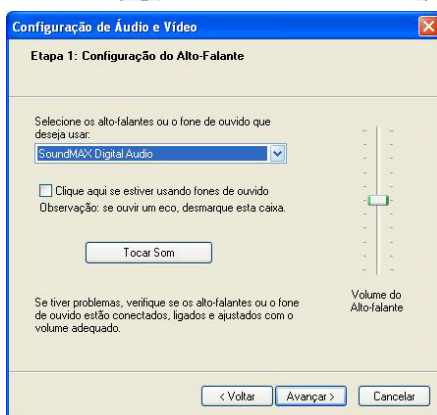 Configuração de Áudio e Vídeo
Etapa 1: Configuração do Alto-Falante
Selecione os alto-falantes ou o fone de ouvido que
deseja usar:
SoundMAX Digital Audio
Clique aqui se estiver usando fones de ouvido
Observação: se ouvir um eco, desmarque esta caixa.
Tocar Som
Volume do
Alto-falante
Se tiver problemas, verifique se os alto-falantes ou o fone
de ouvido estão conectados, ligados e ajustados com o
volume adequado.
< Voltar
Avançar >
Cancelar